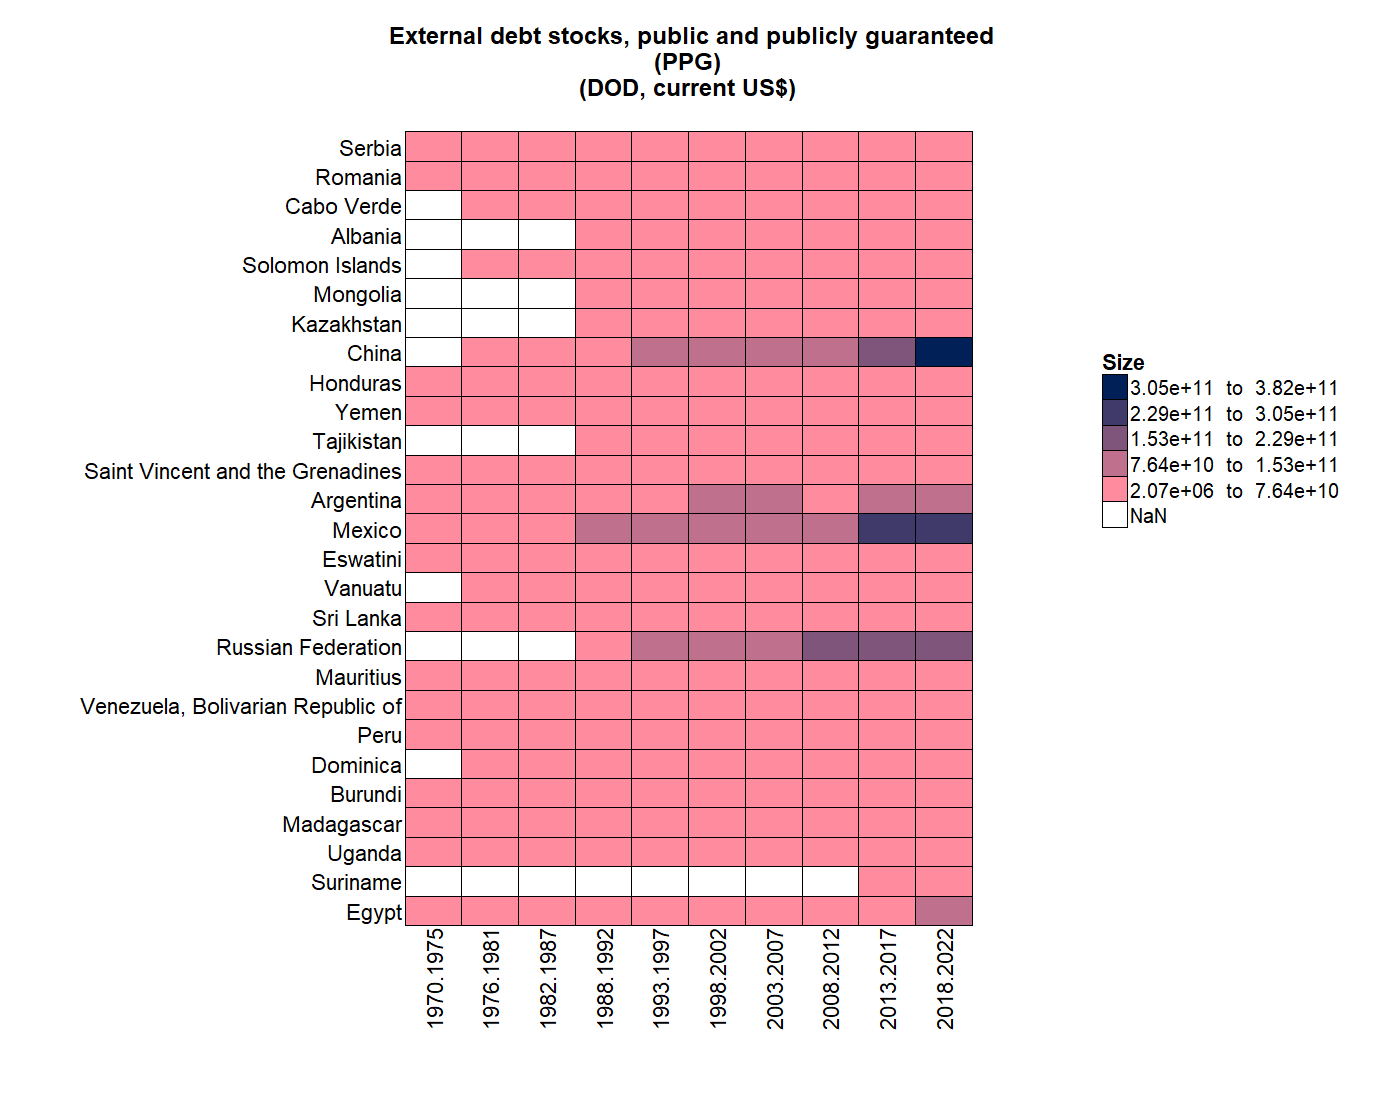 External debt stocks, public and publicly guaranteed
(PPG)
(DOD, current US$)
Serbia
Romania
Cabo Verde
Albania
Solomon Islands
Mongolia
Kazakhstan
China
Honduras
Yemen
Tajikistan
Saint Vincent and the Grenadines
Argentina
Mexico
Eswatini
Vanuatu
Sri Lanka
Russian Federation
Mauritius
Venezuela, Bolivarian Republic of
Peru
Dominica
Burundi
Madagascar
Uganda
Suriname
Egypt
1970.1975
1976.1981
1982.1987
1988.1992
1993.1997
1998.2002
2003.2007
2008.2012
2013.2017
2018.2022
Size
3.05e+11 to 3.82e+11
2.29e+11 to 3.05e+11
1.53e+11 to 2.29e+11
7.64e+10 to 1.53e+11
2.07e+06 to 7.64e+10
NaN